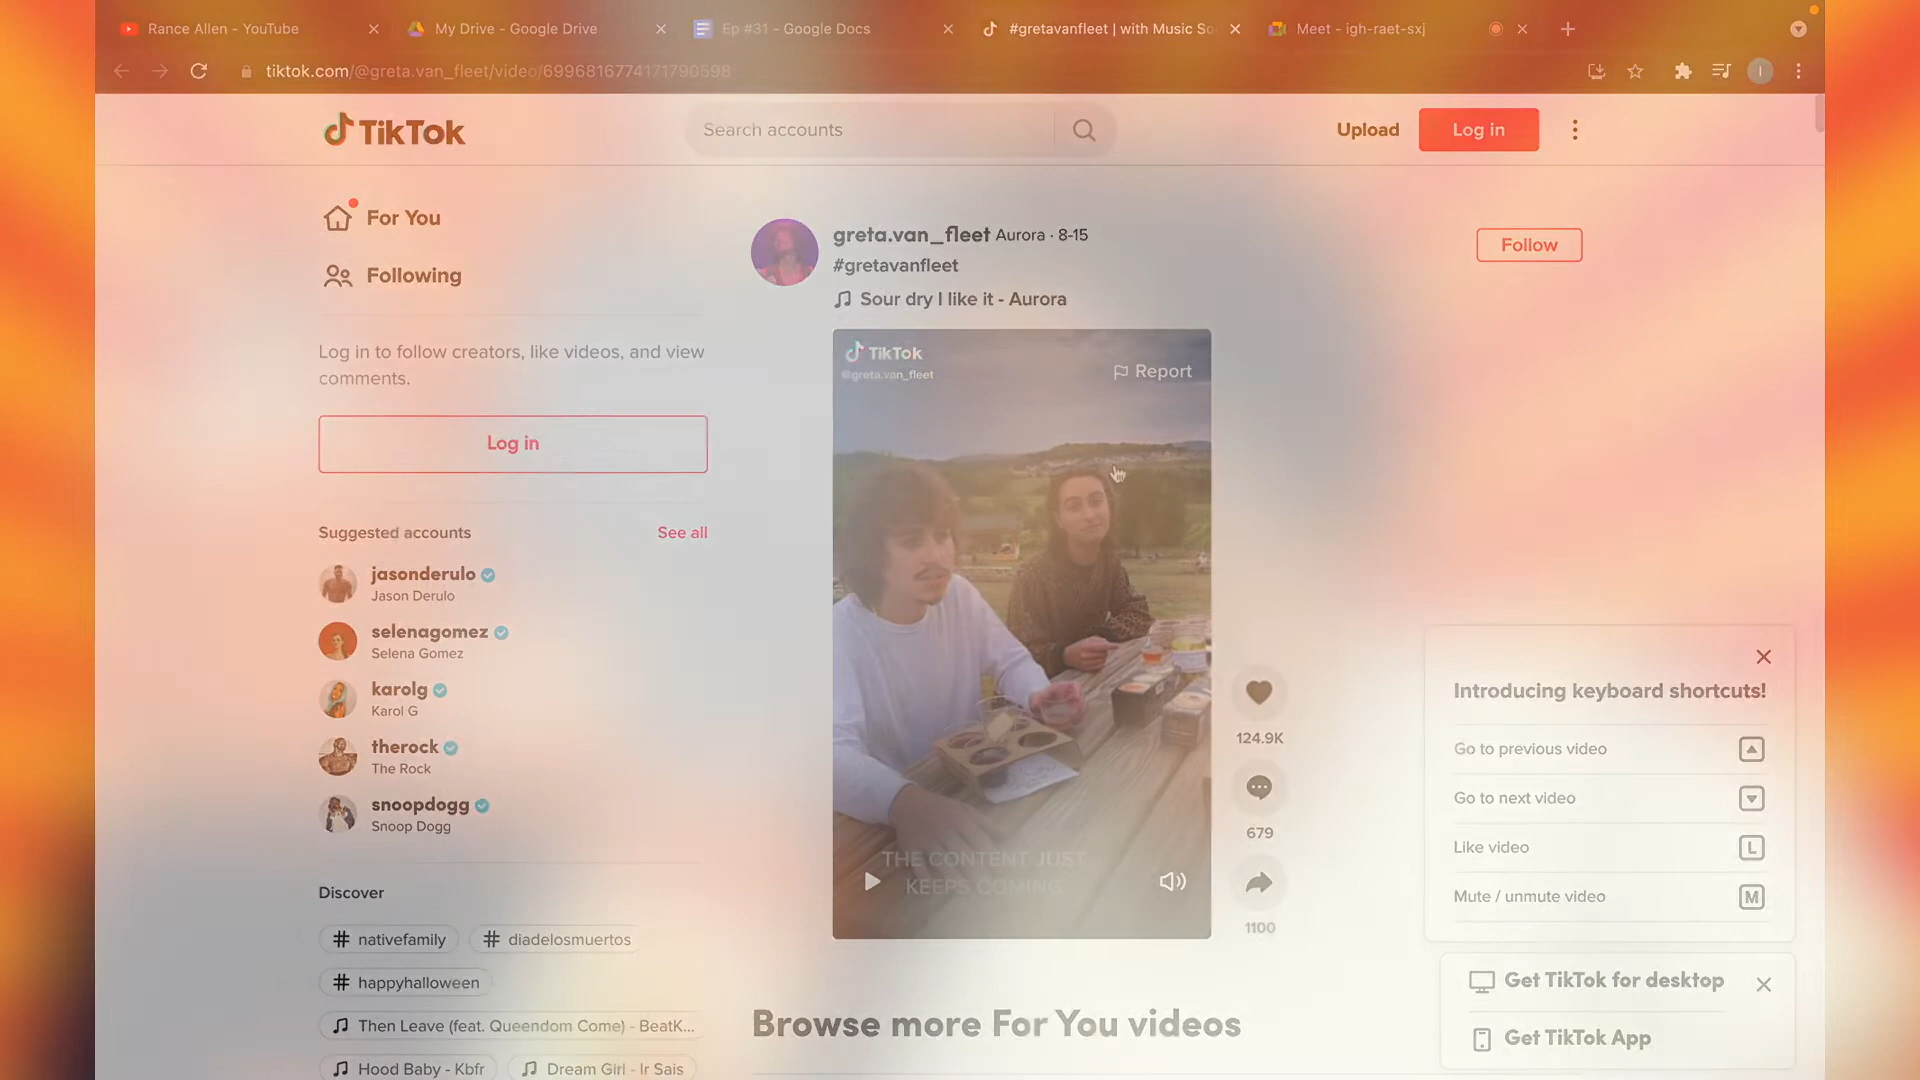 Rance Allen - YouTube
My Drive - Google Drive
Ep #31 - Google Docs
#gretavanfleet | with Music So
Meet - igh-raet-sxj
tiktok.com/@greta.van_fleet/video/6996816774171790598
I
TikTok
Search accounts
Upload
Log in
For You
Following
Log in to follow creators, like videos, and view
comments.
Log in
Suggested accounts
See all
jasonderulo
Jason Derulo
selenagomez
Selena Gomez
karolg
Karol G
therock
The Rock
snoopdogg
Snoop Dogg
Discover
# nativefamily
# diadelosmuertos
# happyhalloween
Then Leave (feat. Queendom Come) - BeatK...
Hood Baby - Kbfr
Dream Girl - Ir Sais
greta.van_fleet Aurora · 8-15
#gretavanfleet
Sour dry I like it - Aurora
Follow
TikTok
@greta.van_fleet
Report
THE CONTENT JUST
KEEPS COMING
124.9K
679
1100
Browse more For You videos
Introducing keyboard shortcuts!
Go to previous video
Go to next video
Like video L
Mute / unmute video M
Get TikTok for desktop
Get TikTok App